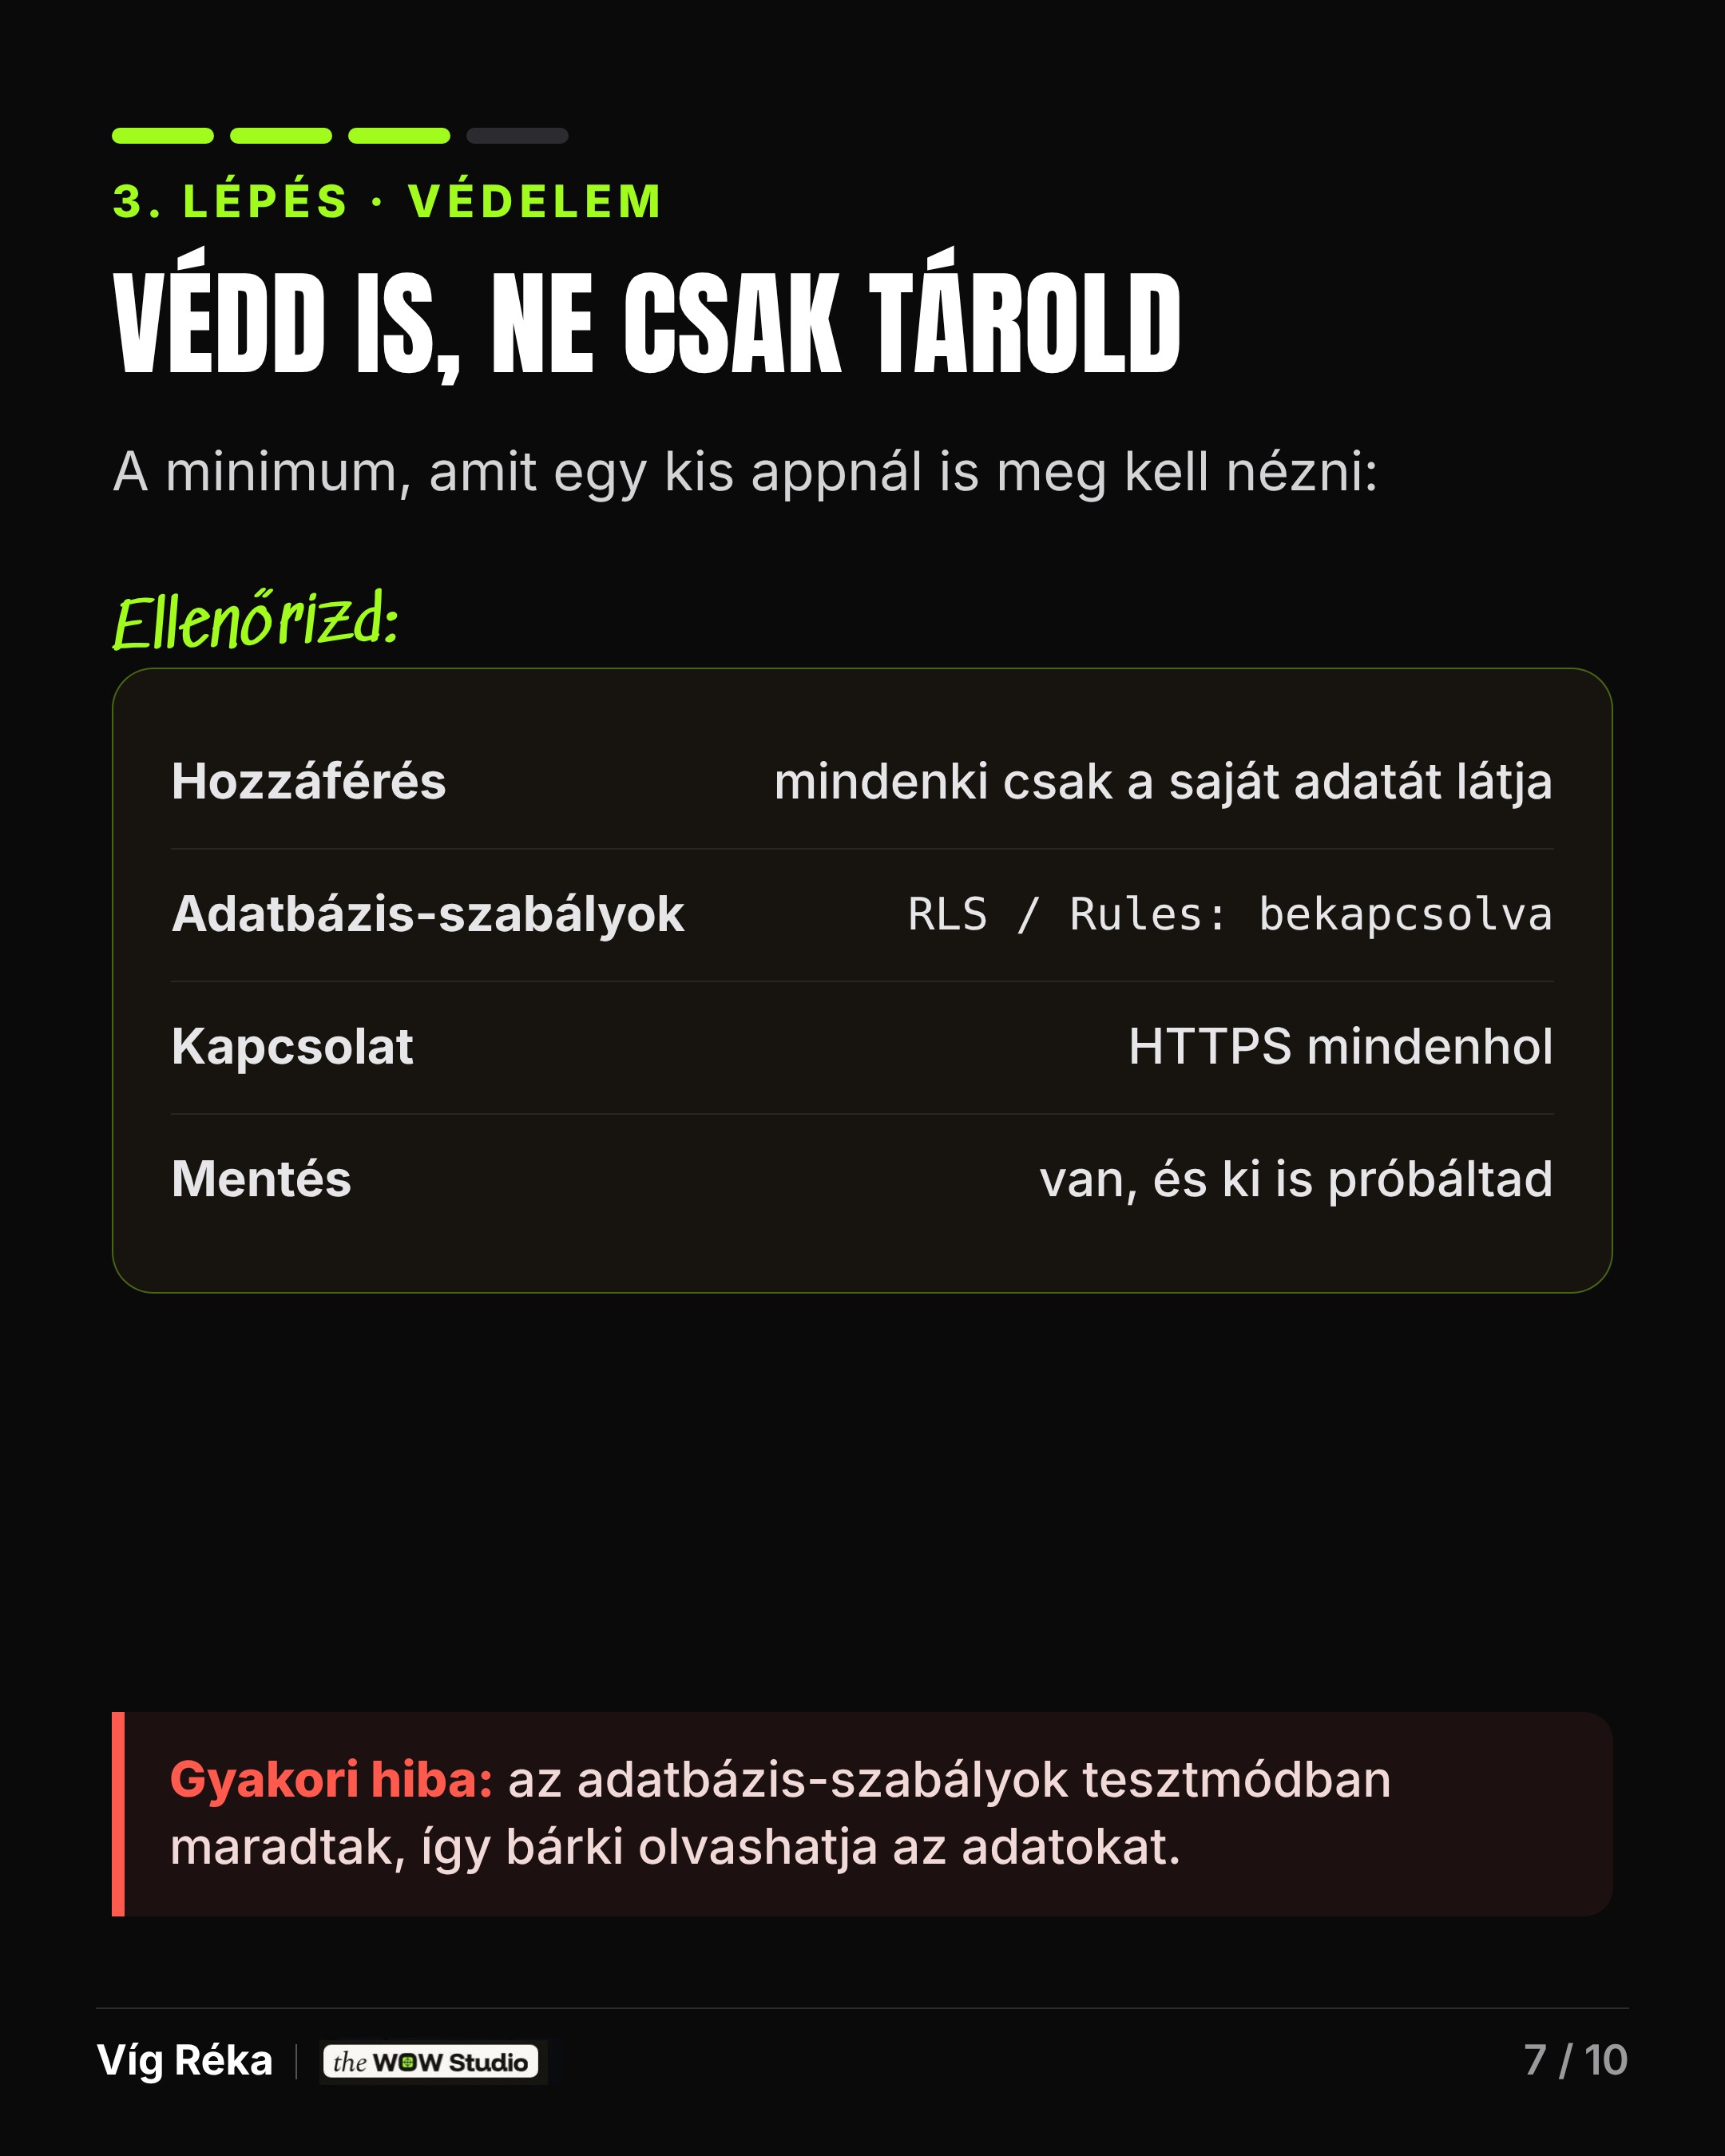 3. LÉPÉS · VÉDELEM
VÉDD IS, NE CSAK TÁROLD
A minimum, amit egy kis appnál is meg kell nézni:
Ellenőrizd:
Hozzáférés mindenki csak a saját adatát látja
Adatbázis-szabályok RLS / Rules: bekapcsolva
Kapcsolat HTTPS mindenhol
Mentés van, és ki is próbáltad
Gyakori hiba: az adatbázis-szabályok tesztmódban
maradtak, így bárki olvashatja az adatokat.
Víg Réka the WOW Studio 7 / 10